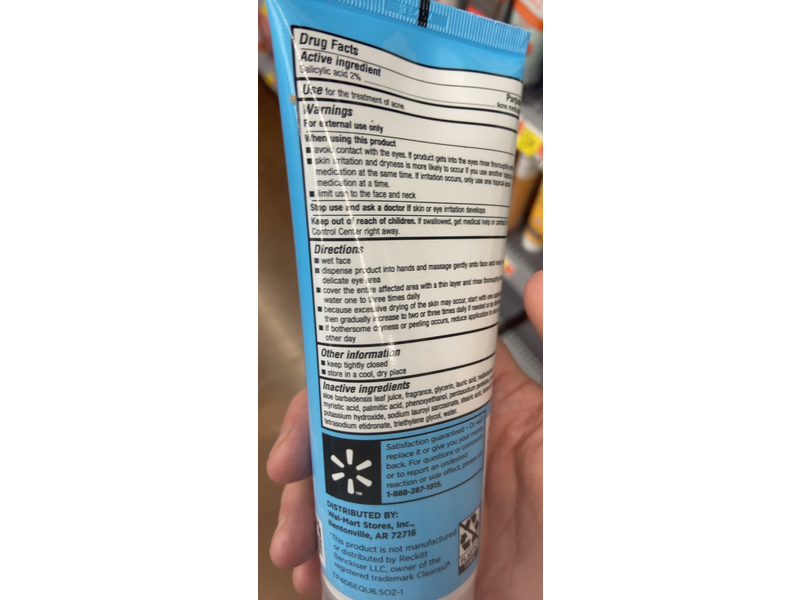 Drug Facts
Active ingredient
Salicylic acid 2%
Purpo
Acne medic
Use for the treatment of acne
Warnings
For external use only
When using this product
■ avoid contact with the eyes. If product gets into the eyes rinse thoroughly
■ skin irritation and dryness is more likely to occur if you use another topical
medication at the same time. If irritation occurs, only use one topical acne
medication at a time.
■ limit use to the face and neck
Stop use and ask a doctor if skin or eye irritation develops
Keep out of reach of children. If swallowed, get medical help or contact
Control Center right away.
Directions
■ wet face
■ dispense product into hands and massage gently onto face and neck
delicate eye area
■ cover the entire affected area with a thin layer and rinse thoroughly
water one to three times daily
■ because excessive drying of the skin may occur, start with one
then gradually increase to two or three times daily if needed or as
■ if bothersome dryness or peeling occurs, reduce application to
other day
Other information
■ keep tightly closed
■ store in a cool, dry place
Inactive ingredients
aloe barbadensis leaf juice, fragrance, glycerin, lauric acid,
myristic acid, palmitic acid, phenoxyethanol, pentasodium
potassium hydroxide, sodium lauroyl sarcosinate, stearic acid,
tetrasodium etidronate, triethylene glycol, water.
Satisfaction guaranteed - Or we'll
replace it or give you your money
back. For questions or comments
or to report an undesired
reaction or side effect, please
1-888-287-1915.
TM
DISTRIBUTED BY:
Wal-Mart Stores, Inc.,
Bentonville, AR 72716
*This product is not manufactured
or distributed by Reckitt
Benckiser LLC, owner of the
registered trademark Clearasil®
TP406EQU6.5OZ-1